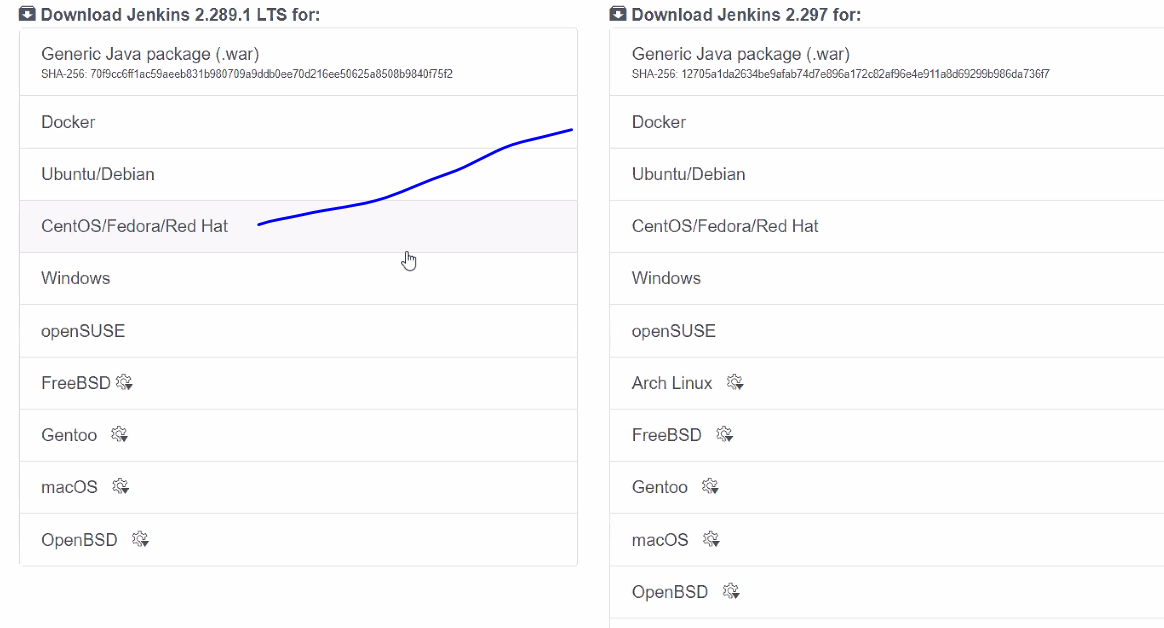 Download Jenkins 2.289.1 LTS for:
Generic Java package (.war)
SHA-256: 70f9cc6ff1ac59aeeb831b980709a9ddb0ee70d216ee50625a8508b9840f75f2
Docker
Ubuntu/Debian
CentOS/Fedora/Red Hat
Windows
openSUSE
FreeBSD
Gentoo
macOS
OpenBSD
Download Jenkins 2.297 for:
Generic Java package (.war)
SHA-256: 12705a1da2634be9afab74d7e896a172c82af96e4e911a8d69299b986da736f7
Docker
Ubuntu/Debian
CentOS/Fedora/Red Hat
Windows
openSUSE
Arch Linux
FreeBSD
Gentoo
macOS
OpenBSD